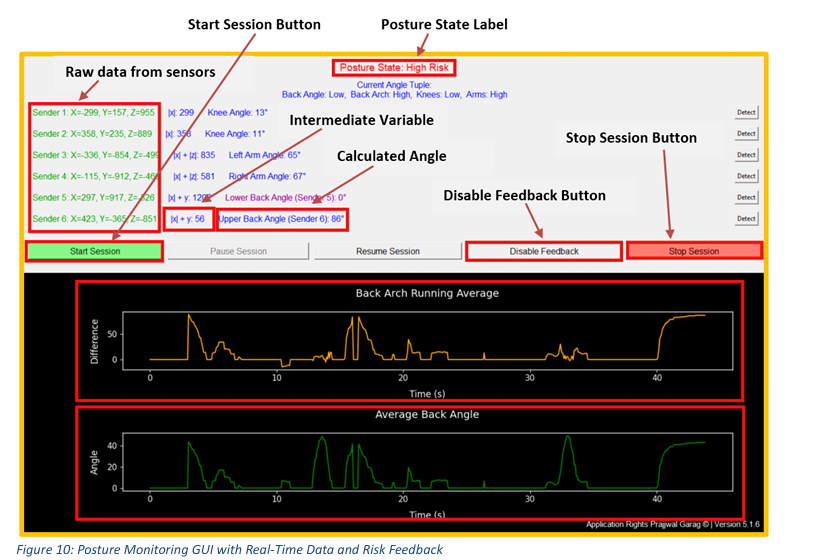 Start Session Button
Posture State Label
Posture State: High Risk
Raw data from sensors
Current Angle Tuple:
Back Angle: Low, Back Arch: High, Knees: Low, Arms: High
Sender 1: X=-299, Y=157, Z=955 |x|: 299 Knee Angle: 13° Detect
Intermediate Variable
Sender 2: X=358, Y=235, Z=889 |x|: 358 Knee Angle: 11° Detect
Stop Session Button
Sender 3: X=-336, Y=-854, Z=-499 |x| + |z|: 835 Left Arm Angle: 65° Detect
Calculated Angle
Sender 4: X=-115, Y=-912, Z=-466 |x| + |z|: 581 Right Arm Angle: 67° Detect
Disable Feedback Button
Sender 5: X=297, Y=917, Z=-326 |x| + y: Lower Back Angle (Sender 5): 0° Detect
Sender 6: X=423, Y=-365, Z=-851 |x| + y: 56 Upper Back Angle (Sender 6): 86° Detect
Start Session Pause Session Resume Session Disable Feedback Stop Session
Back Arch Running Average
Difference
50
0
0 10 20 30 40
Time (s)
Average Back Angle
Angle
40
20
0
0 10 20 30 40
Time (s)
Application Rights Prajjwal Garag © | Version 5.1.6
Figure 10: Posture Monitoring GUI with Real-Time Data and Risk Feedback